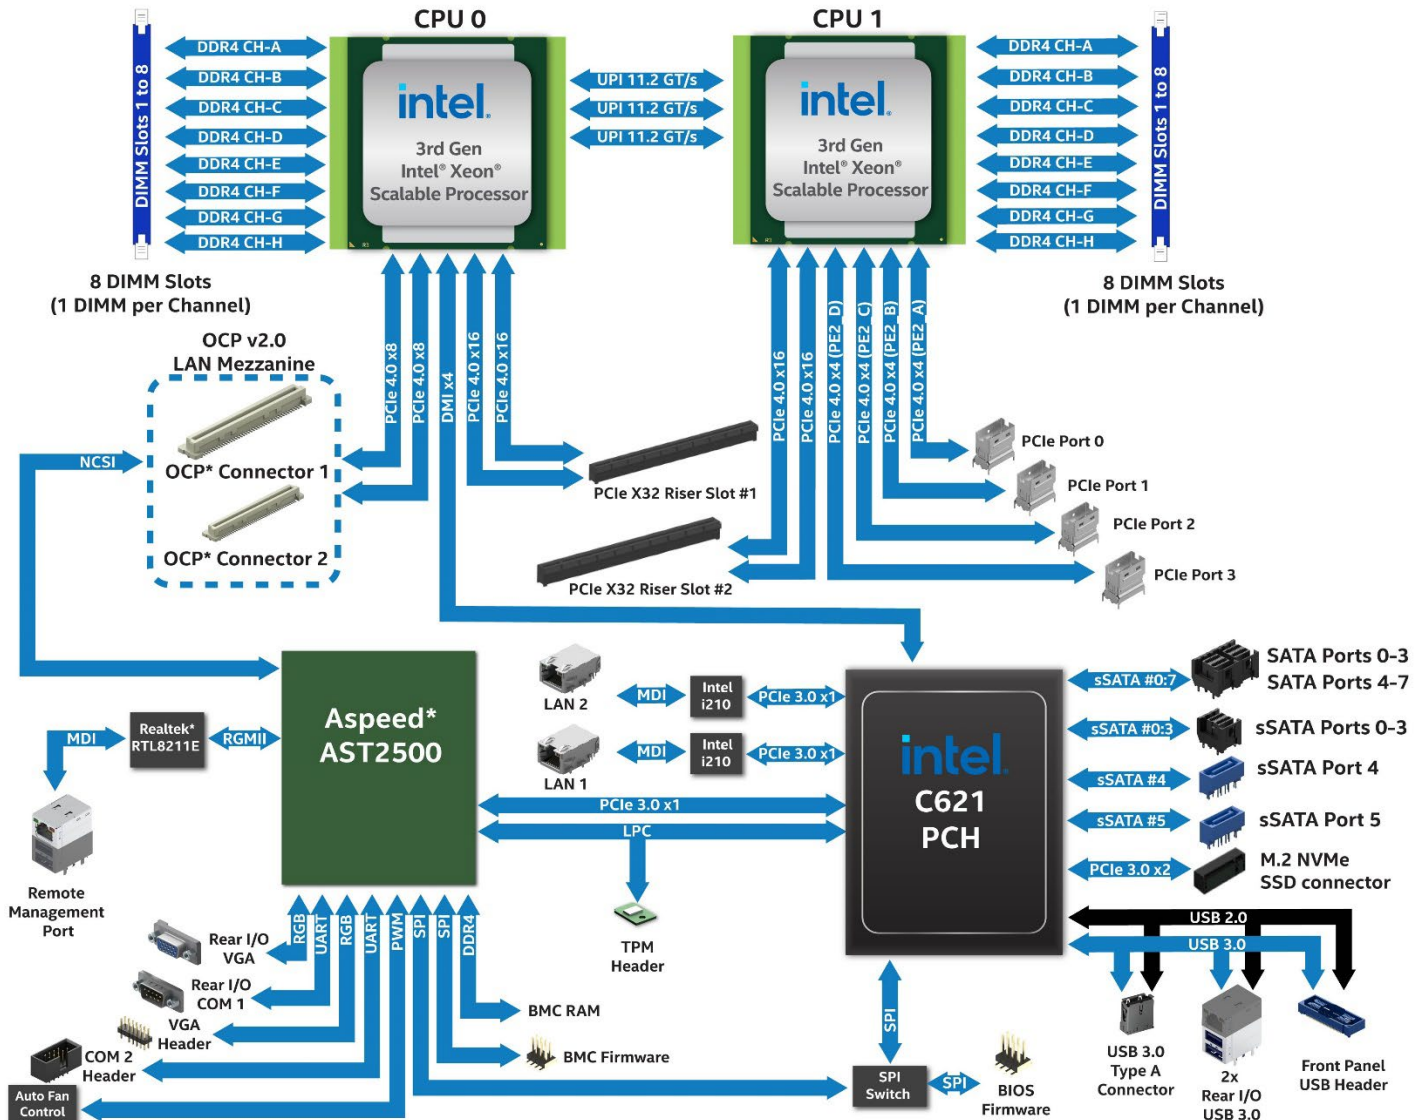 CPU 0
CPU 1
DIMM Slots 1 to 8
DDR4 CH-A
DDR4 CH-B
DDR4 CH-C
DDR4 CH-D
DDR4 CH-E
DDR4 CH-F
DDR4 CH-G
DDR4 CH-H
intel.
3rd Gen
Intel® Xeon®
Scalable Processor
R3
UPI 11.2 GT/s
UPI 11.2 GT/s
UPI 11.2 GT/s
intel.
3rd Gen
Intel® Xeon®
Scalable Processor
R3
DDR4 CH-A
DDR4 CH-B
DDR4 CH-C
DDR4 CH-D
DDR4 CH-E
DDR4 CH-F
DDR4 CH-G
DDR4 CH-H
DIMM Slots 1 to 8
8 DIMM Slots
(1 DIMM per Channel)
8 DIMM Slots
(1 DIMM per Channel)
OCP v2.0
LAN Mezzanine
OCP* Connector 1
OCP* Connector 2
NCSI
PCIe 4.0 x8
PCIe 4.0 x8
DMI x4
PCIe 4.0 x16
PCIe 4.0 x16
PCIe 4.0 x16
PCIe 4.0 x16
PCIe 4.0 x4 (PE2_D)
PCIe 4.0 x4 (PE2_C)
PCIe 4.0 x4 (PE2_B)
PCIe 4.0 x4 (PE2_A)
PCIe X32 Riser Slot #1
PCIe X32 Riser Slot #2
PCIe Port 0
PCIe Port 1
PCIe Port 2
PCIe Port 3
Aspeed*
AST2500
MDI
Realtek*
RTL8211E
RGMII
Remote
Management
Port
LAN 2
MDI
Intel
i210
PCIe 3.0 x1
LAN 1
MDI
Intel
i210
PCIe 3.0 x1
PCIe 3.0 x1
LPC
TPM
Header
intel.
C621
PCH
sSATA #0:7
SATA Ports 0-3
SATA Ports 4-7
sSATA #0:3
sSATA Ports 0-3
sSATA #4
sSATA Port 4
sSATA #5
sSATA Port 5
PCIe 3.0 x2
M.2 NVMe
SSD connector
USB 2.0
USB 3.0
RGB
UART
RGB
UART
PWM
SPI
SPI
DDR4
Rear I/O
VGA
Rear I/O
COM 1
VGA
Header
COM 2
Header
Auto Fan
Control
BMC RAM
BMC Firmware
SPI
SPI
Switch
SPI
BIOS
Firmware
USB 3.0
Type A
Connector
2x
Rear I/O
USB 3.0
Front Panel
USB Header